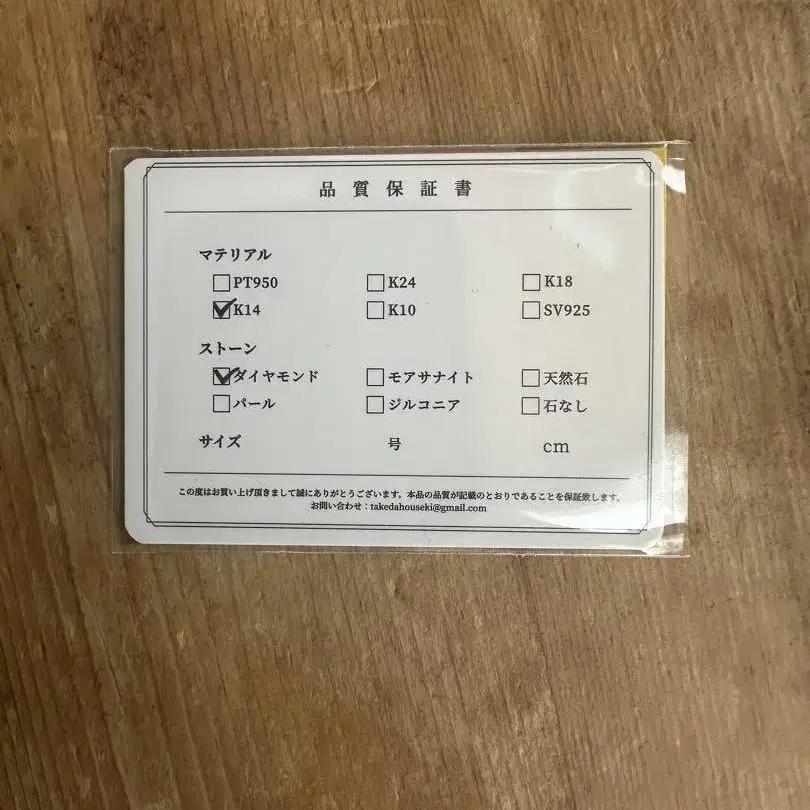 品質保証書
マテリアル
☐PT950 ☐K24 ☐K18
☑K14 ☐K10 ☐SV925
ストーン
☑ダイヤモンド ☐モアサナイト ☐天然石
☐パール ☐ジルコニア ☐石なし
サイズ 号 cm
この度はお買い上げ頂きまして誠にありがとうございます。本品の品質が記載のとおりであることを保証致します。
お問い合わせ：takedahouseki@gmail.com